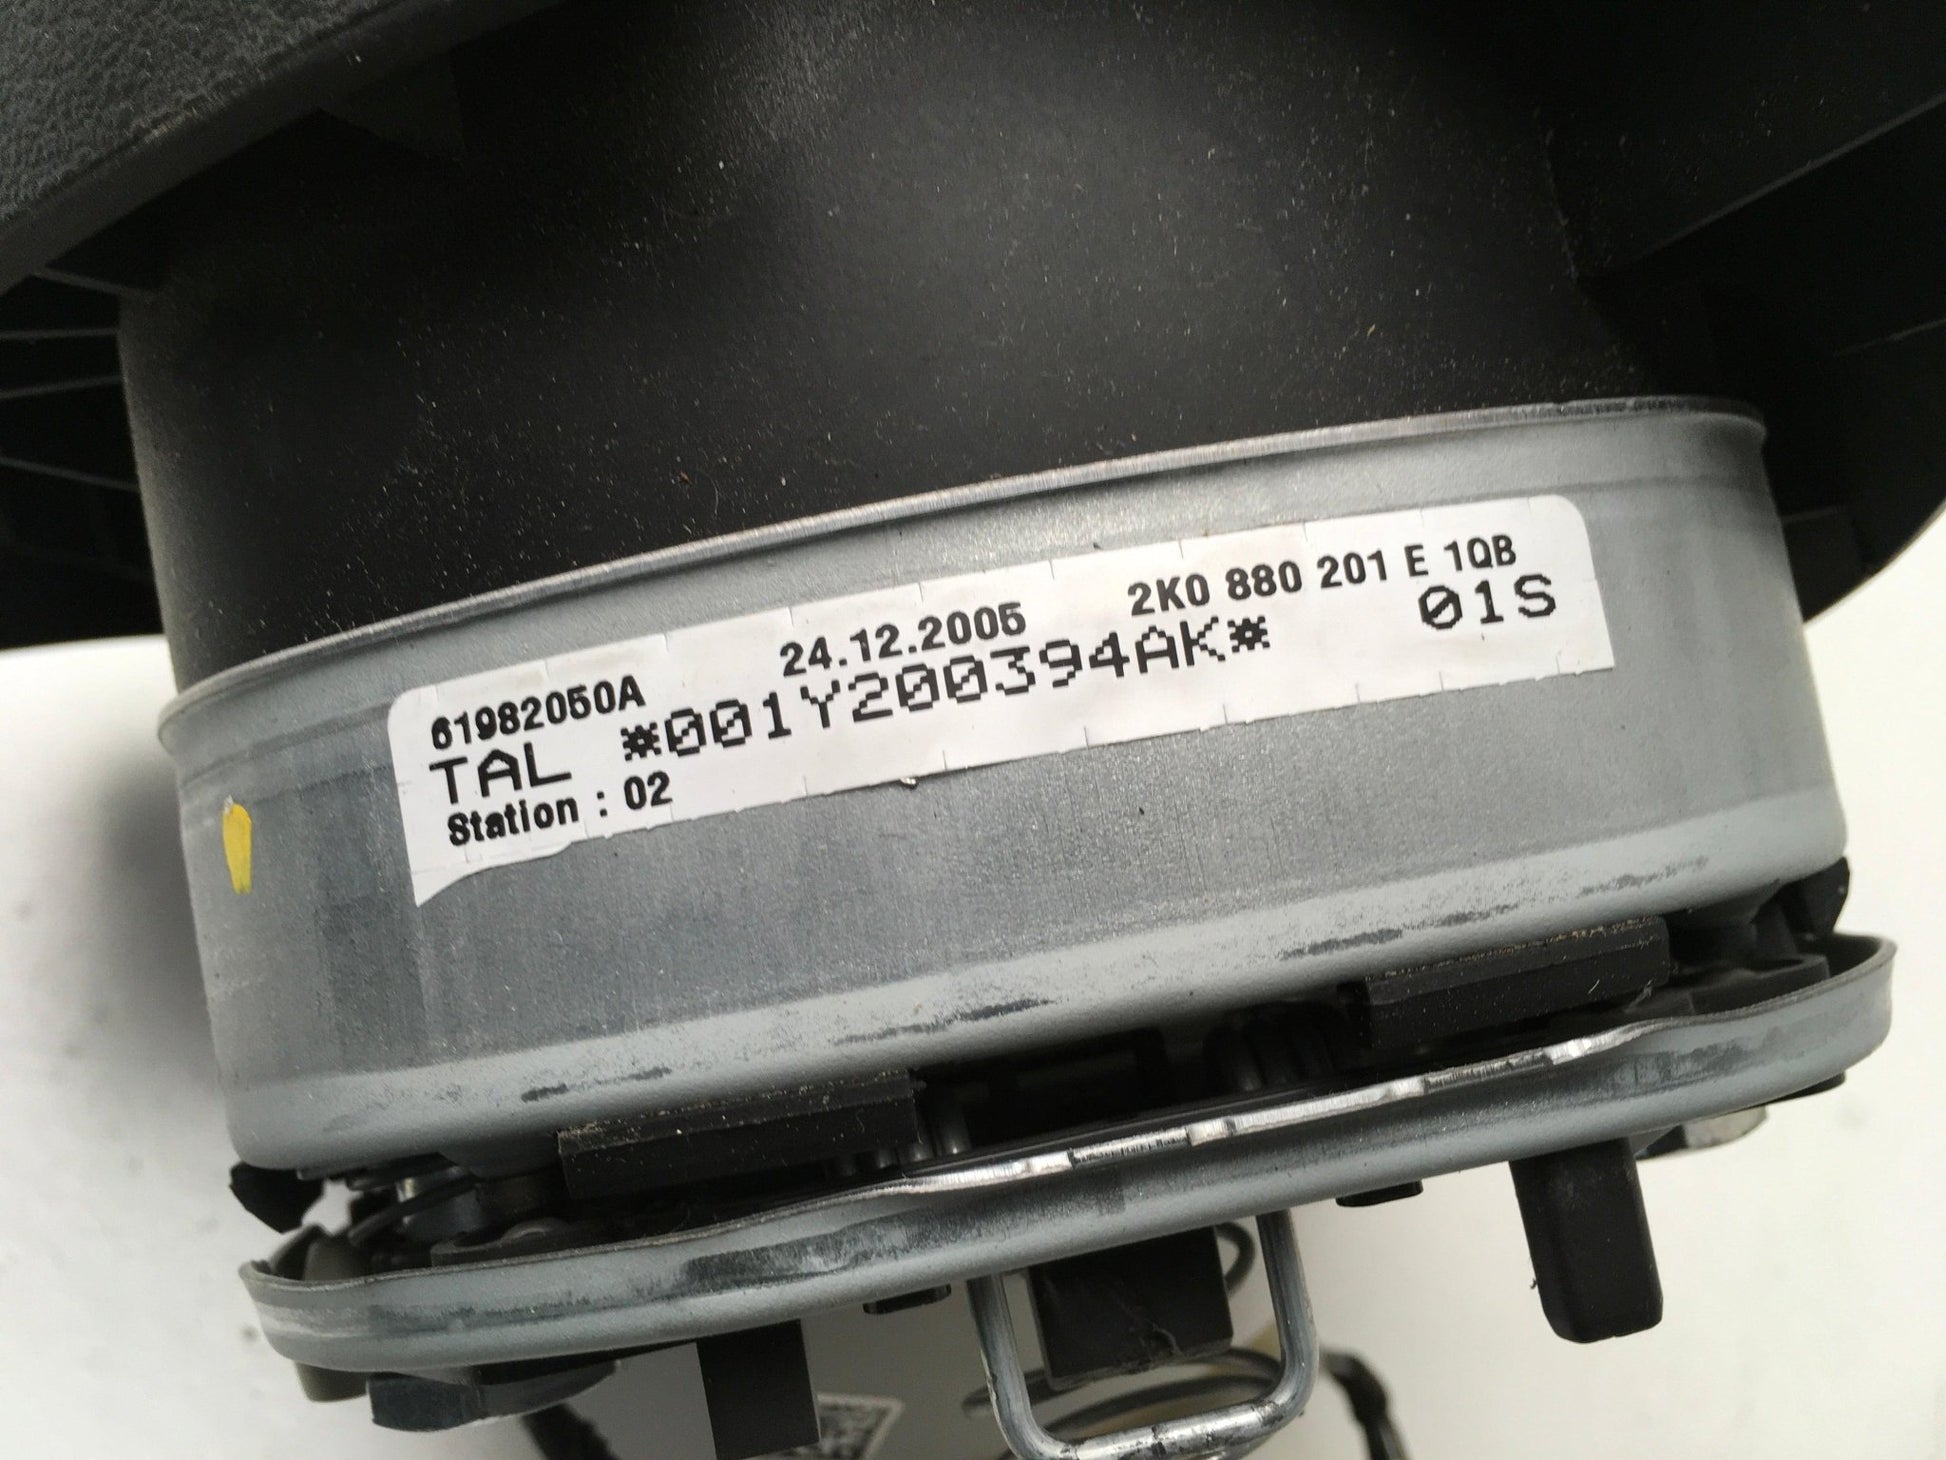 61982050A 24.12.2005 2K0 880 201 E 1QB
TAL *001Y200394AK* 01S
Station : 02